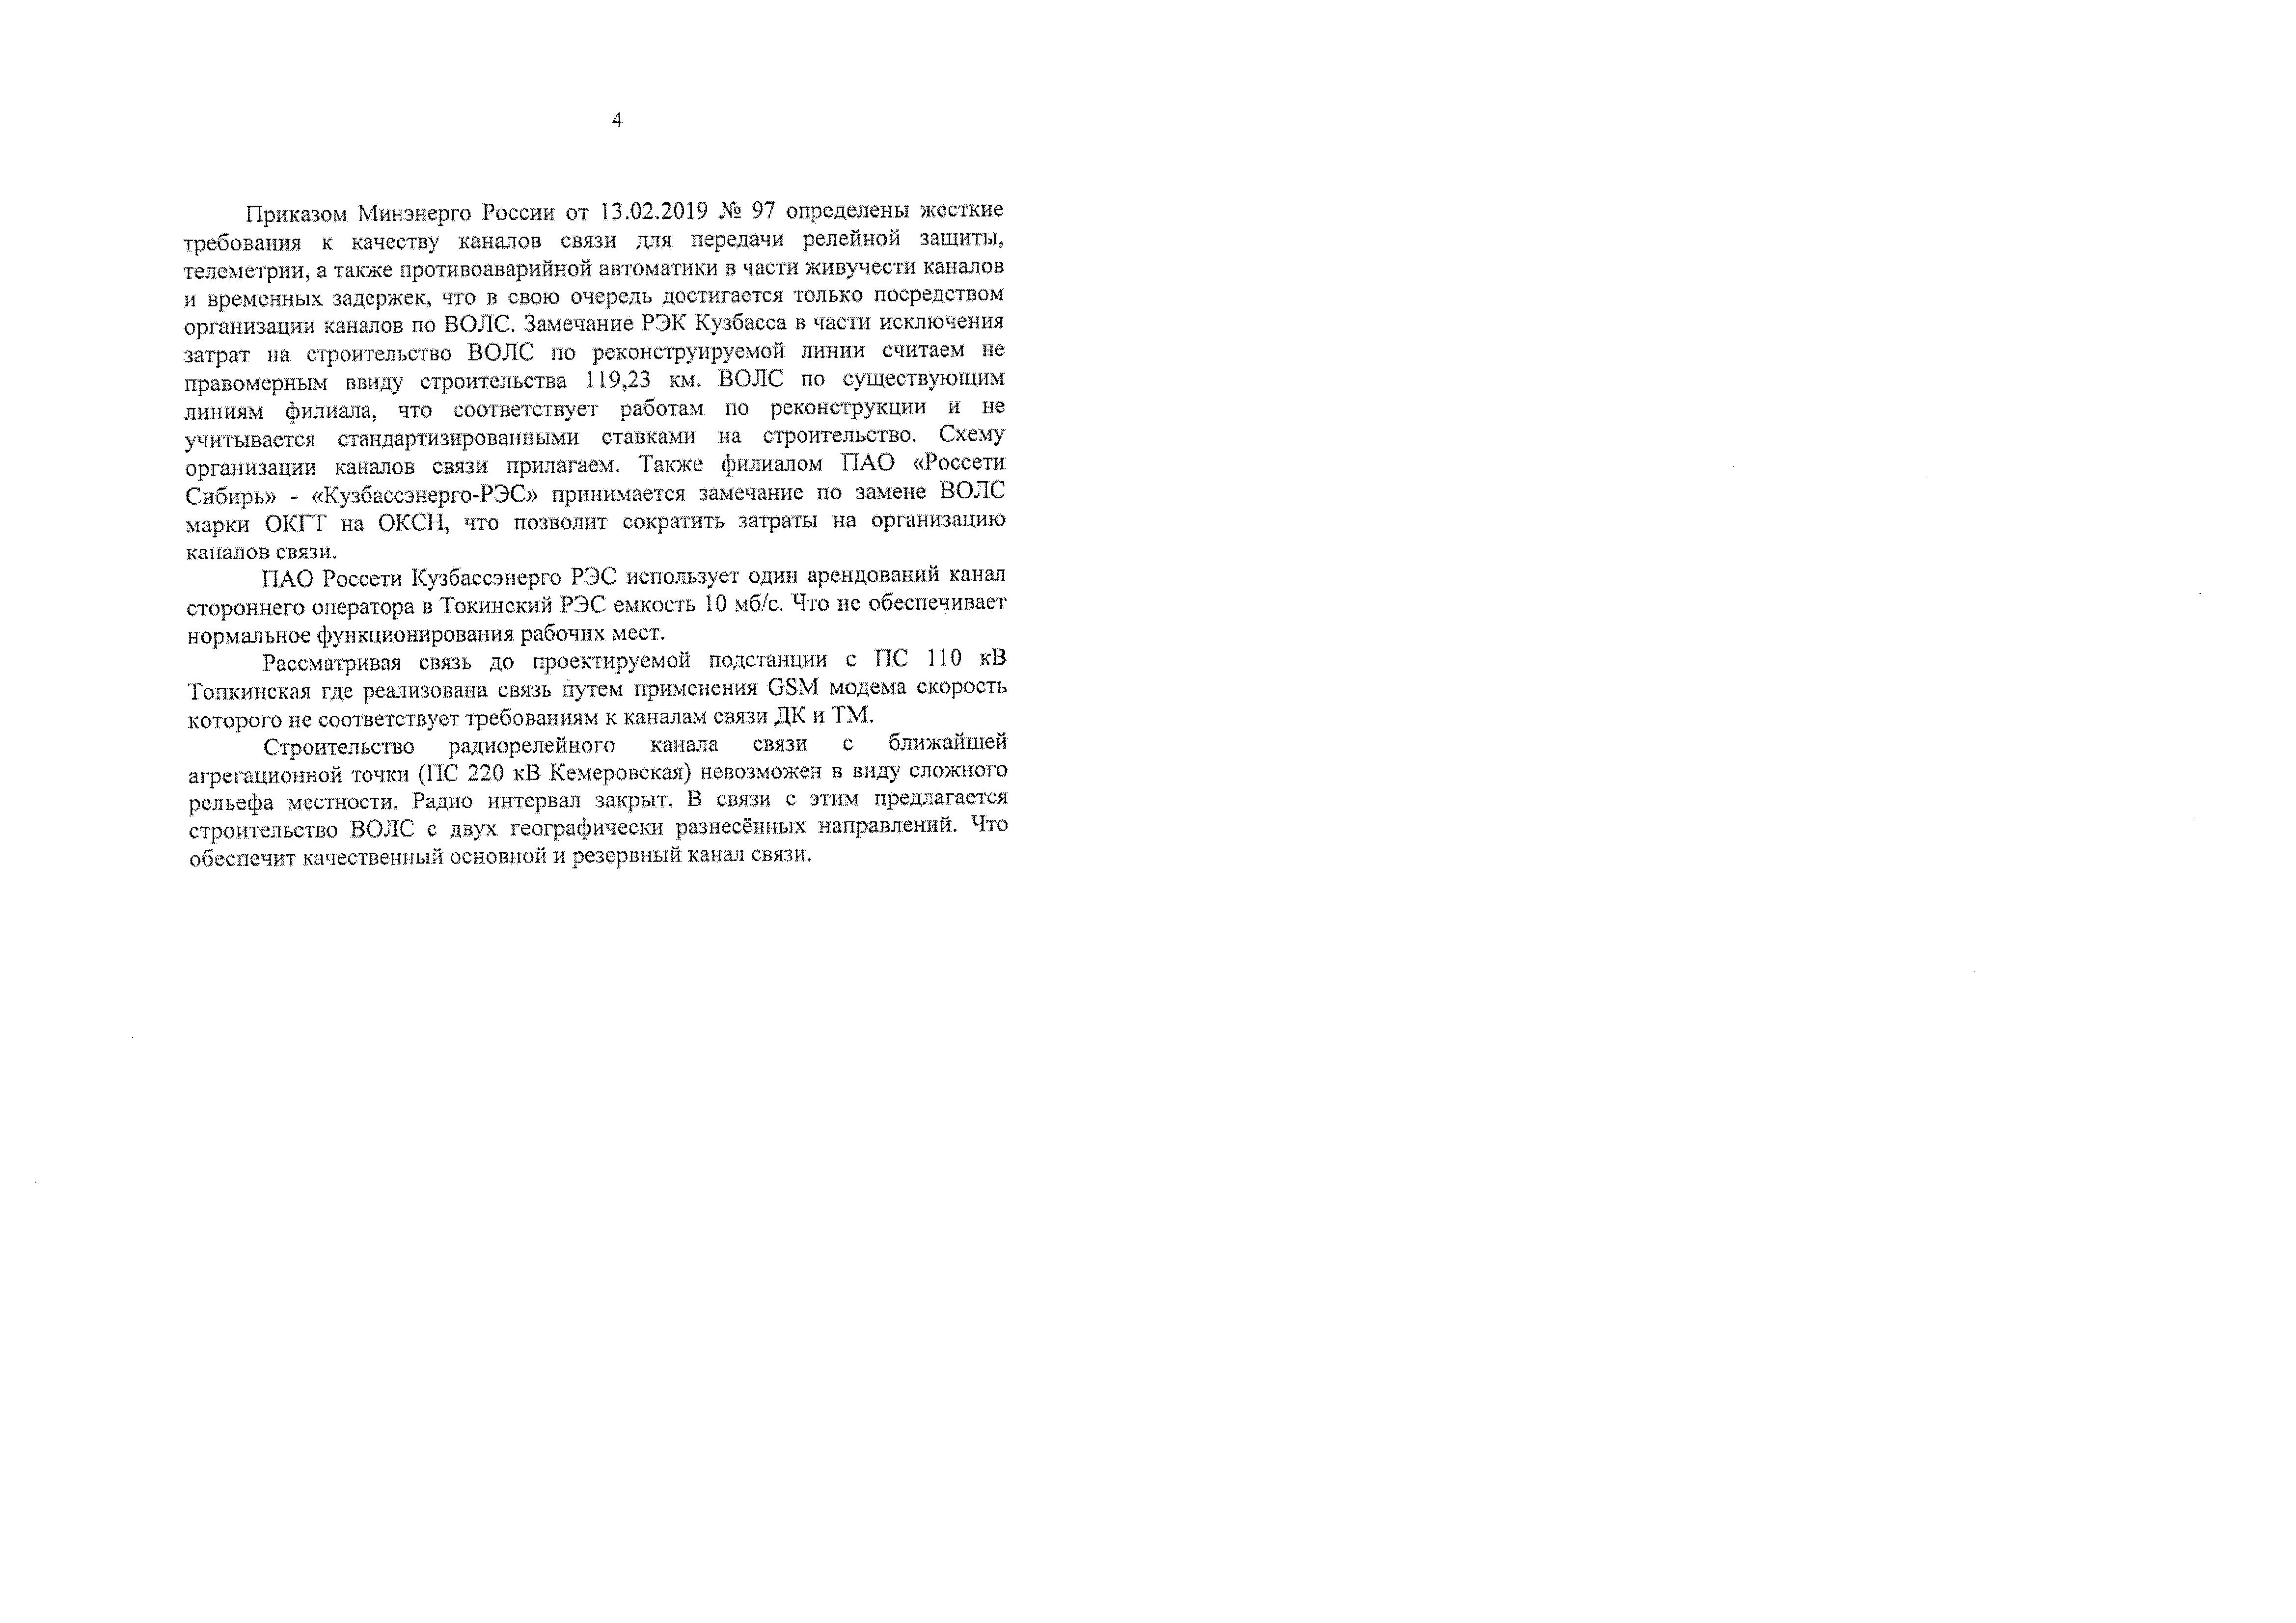 4
Приказом Минэнерго России от 13.02.2019 № 97 определены жесткие
требования к качеству каналов связи для передачи релейной защиты,
телеметрии, а также противоаварийной автоматики в части живучести каналов
и временных задержек, что в свою очередь достигается только посредством
организации каналов по ВОЛС. Замечание РЭК Кузбасса в части исключения
затрат на строительство ВОЛС по реконструируемой линии считаем не
правомерным ввиду строительства 119,23 км. ВОЛС по существующим
линиям филиала, что соответствует работам по реконструкции и не
учитывается стандартизированными ставками на строительство. Схему
организации каналов связи прилагаем. Также филиалом ПАО «Россети
Сибирь» - «Кузбассэнерго-РЭС» принимается замечание по замене ВОЛС
марки ОКГТ на ОКСН, что позволит сократить затраты на организацию
каналов связи.
ПАО Россети Кузбассэнерго РЭС использует один арендований канал
стороннего оператора в Токинский РЭС емкость 10 мб/с. Что не обеспечивает
нормальное функционирования рабочих мест.
Рассматривая связь до проектируемой подстанции с ПС 110 кВ
Топкинская где реализована связь путем применения GSM модема скорость
которого не соответствует требованиям к каналам связи ДК и ТМ.
Строительство радиорелейного канала связи с ближайшей
агрегационной точки (ПС 220 кВ Кемеровская) невозможен в виду сложного
рельефа местности. Радио интервал закрыт. В связи с этим предлагается
строительство ВОЛС с двух географически разнесённых направлений. Что
обеспечит качественный основной и резервный канал связи.